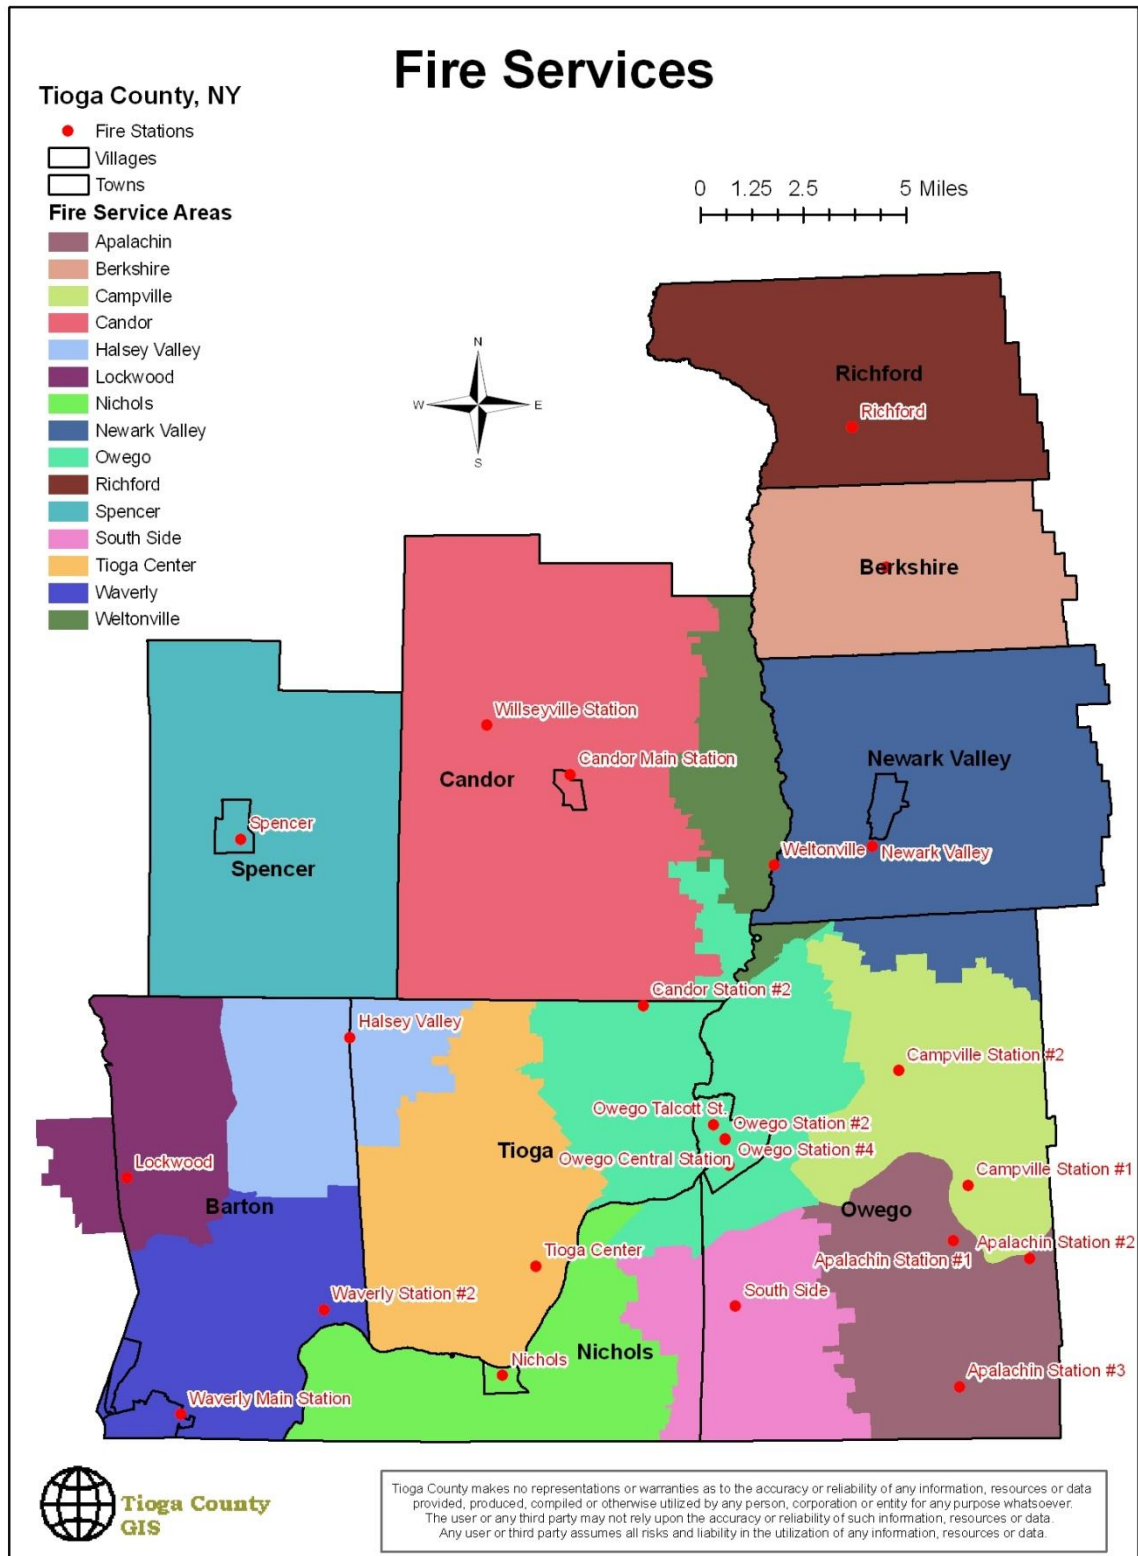 Fire Services
Tioga County, NY
Fire Stations
Villages
Towns
Fire Service Areas
Apalachin
Berkshire
Campville
Candor
Halsey Valley
Lockwood
Nichols
Newark Valley
Owego
Richford
Spencer
South Side
Tioga Center
Waverly
Weltonville
0 1.25 2.5 5 Miles
N
W E
S
Richford
Richford
Berkshire
Willseyville Station
Candor Main Station
Candor
Newark Valley
Spencer
Spencer
Weltonville
Newark Valley
Candor Station #2
Halsey Valley
Campville Station #2
Owego Talcott St.
Owego Station #2
Tioga
Owego Station #4
Owego Central Station
Lockwood
Campville Station #1
Barton
Owego
Apalachin Station #2
Tioga Center
Apalachin Station #1
Waverly Station #2
South Side
Nichols
Nichols
Apalachin Station #3
Waverly Main Station
Tioga County
GIS
Tioga County makes no representations or warranties as to the accuracy or reliability of any information, resources or data
provided, produced, compiled or otherwise utilized by any person, corporation or entity for any purpose whatsoever.
The user or any third party may not rely upon the accuracy or reliability of such information, resources or data.
Any user or third party assumes all risks and liability in the utilization of any information, resources or data.